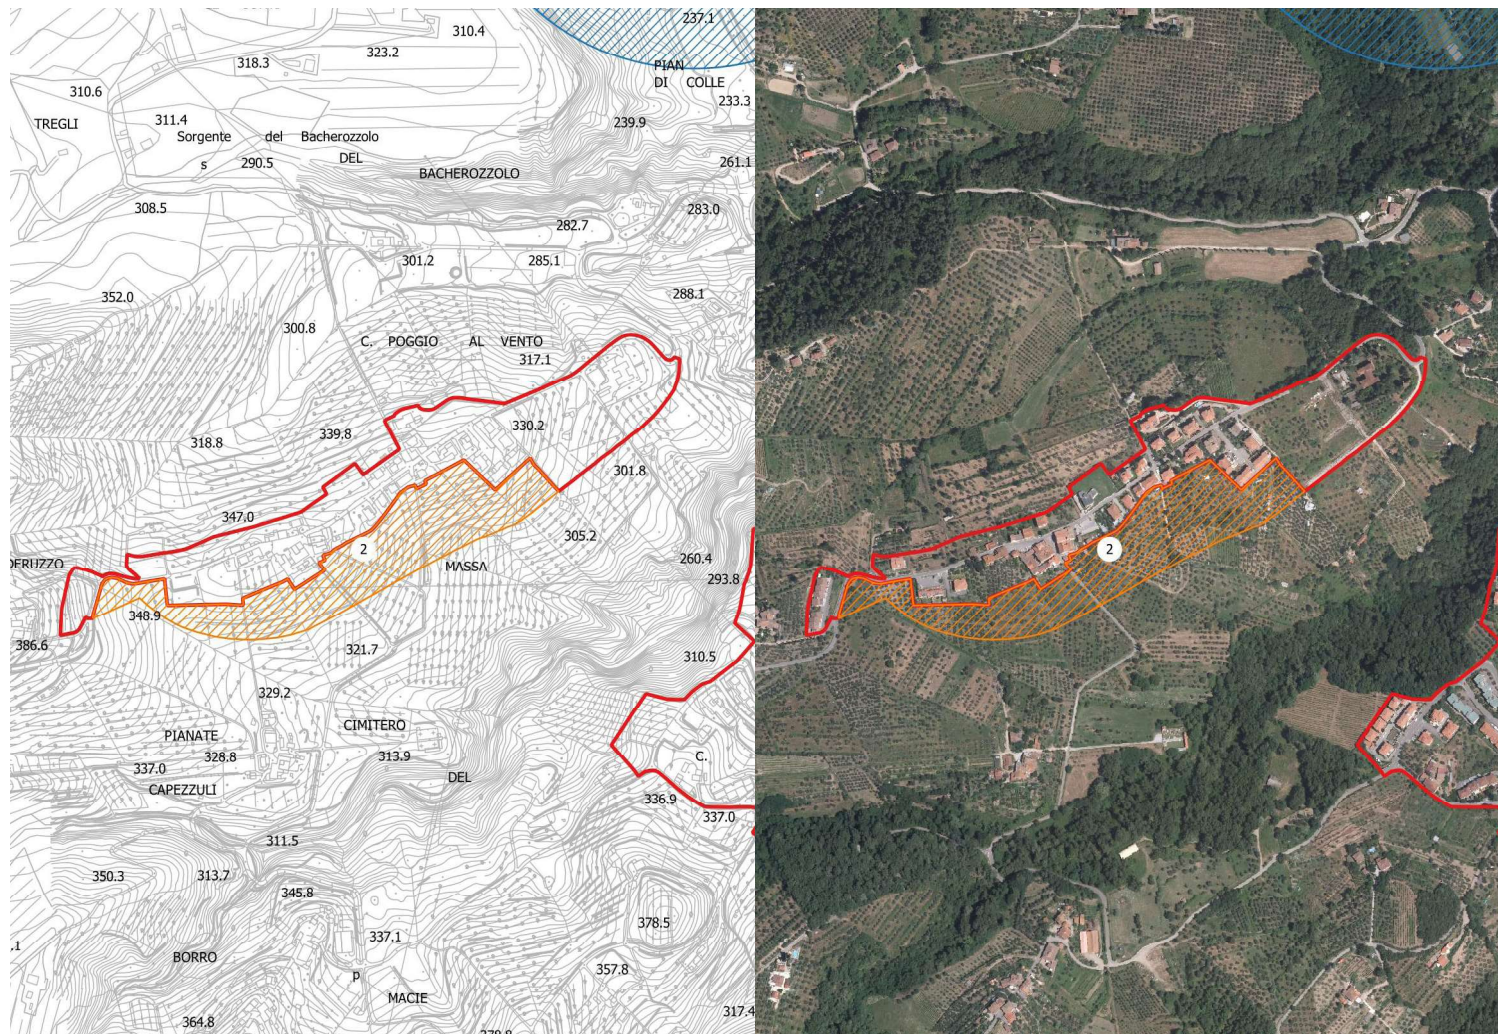 310.4
237.1
323.2
318.3
PIAN
DI COLLE
310.6
233.3
TREGLI
311.4
239.9
Sorgente del Bacherozzolo
s
290.5
DEL
261.1
BACHEROZZOLO
308.5
283.0
282.7
301.2
285.1
352.0
288.1
300.8
C. POGGIO AL VENTO
317.1
339.8
330.2
318.8
301.8
347.0
305.2
2
2
260.4
MASSA
293.8
348.9
386.6
321.7
310.5
329.2
CIMITERO
PIANATE
328.8
313.9
C.
337.0
DEL
CAPEZZULI
336.9
337.0
311.5
350.3
313.7
345.8
378.5
337.1
BORRO
p
357.8
MACIE
317.4
364.8